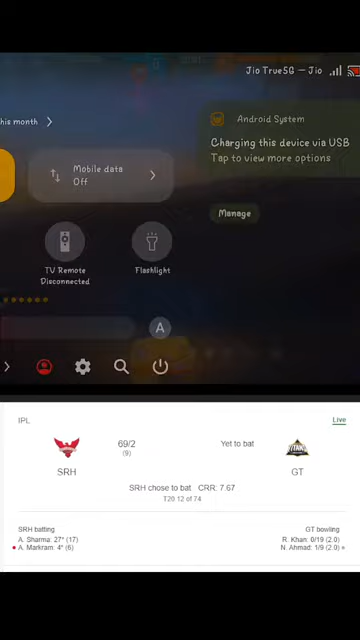 Jio True5G — Jio
his month
Android System
Charging this device via USB
Tap to view more options
Mobile data
Off
Manage
TV Remote
Disconnected
Flashlight
A
IPL
Live
69/2
(9)
Yet to bat
SRH
GT
SRH chose to bat CRR: 7.67
T20 12 of 74
SRH batting
GT bowling
A. Sharma: 27* (17)
R. Khan: 0/19 (2.0)
A. Markram: 4* (6)
N. Ahmad: 1/9 (2.0)